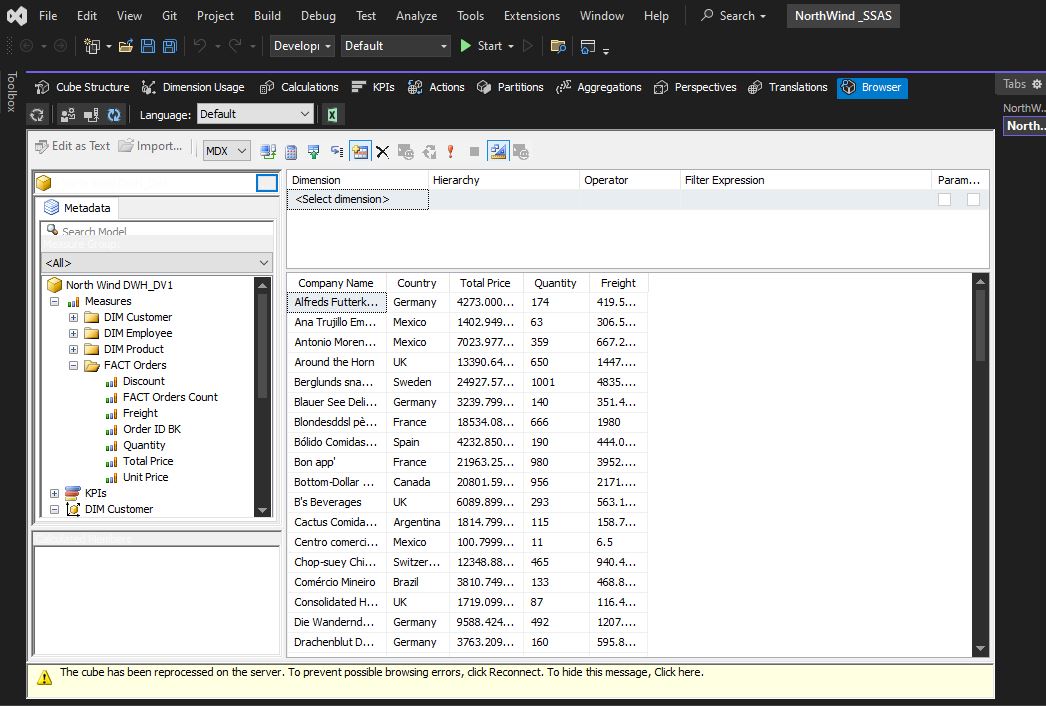 File Edit View Git Project Build Debug Test Analyze Tools Extensions Window Help Search NorthWind _SSAS
Developi Default Start
Toolbox
Cube Structure Dimension Usage Calculations KPIs Actions Partitions Aggregations Perspectives Translations Browser
Tabs
Language: Default
NorthW...
North...
Edit as Text Import... MDX
Dimension Hierarchy Operator Filter Expression Param...
<Select dimension>
Metadata
Search Model
Measure Group:
<All>
North Wind DWH_DV1
Measures
DIM Customer
DIM Employee
DIM Product
FACT Orders
Discount
FACT Orders Count
Freight
Order ID BK
Quantity
Total Price
Unit Price
KPIs
DIM Customer
Calculated Members
Company Name Country Total Price Quantity Freight
Alfreds Futterk... Germany 4273.000... 174 419.5...
Ana Trujillo Em... Mexico 1402.949... 63 306.5...
Antonio Moren... Mexico 7023.977... 359 667.2...
Around the Horn UK 13390.64... 650 1447....
Berglunds sna... Sweden 24927.57... 1001 4835....
Blauer See Deli... Germany 3239.799... 140 351.4...
Blondesddsl pè... France 18534.08... 666 1980
Bólido Comidas... Spain 4232.850... 190 444.0...
Bon app' France 21963.25... 980 3952....
Bottom-Dollar ... Canada 20801.59... 956 2171....
B's Beverages UK 6089.899... 293 563.1...
Cactus Comida... Argentina 1814.799... 115 158.7...
Centro comerci... Mexico 100.7999... 11 6.5
Chop-suey Chi... Switzer... 12348.88... 465 940.4...
Comércio Mineiro Brazil 3810.749... 133 468.8...
Consolidated H... UK 1719.099... 87 116.4...
Die Wandernd... Germany 9588.424... 492 1207....
Drachenblut D... Germany 3763.209... 160 595.8...
The cube has been reprocessed on the server. To prevent possible browsing errors, click Reconnect. To hide this message, Click here.